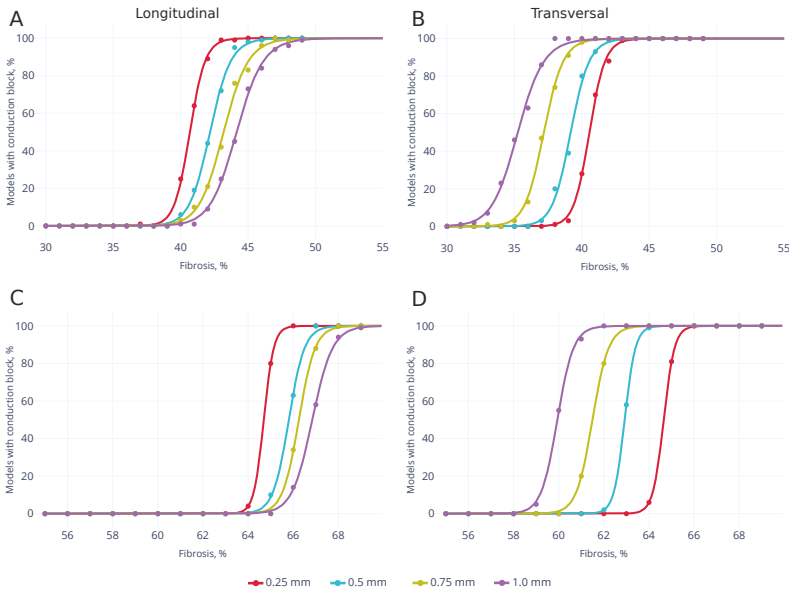 A Longitudinal
B Transversal
Models with conduction block, %
100
80
60
40
20
0
30 35 40 45 50 55
Fibrosis, %
Models with conduction block, %
100
80
60
40
20
0
30 35 40 45 50 55
Fibrosis, %
C
D
Models with conduction block, %
100
80
60
40
20
0
56 58 60 62 64 66 68
Fibrosis, %
Models with conduction block, %
100
80
60
40
20
0
56 58 60 62 64 66 68
Fibrosis, %
0.25 mm 0.5 mm 0.75 mm 1.0 mm